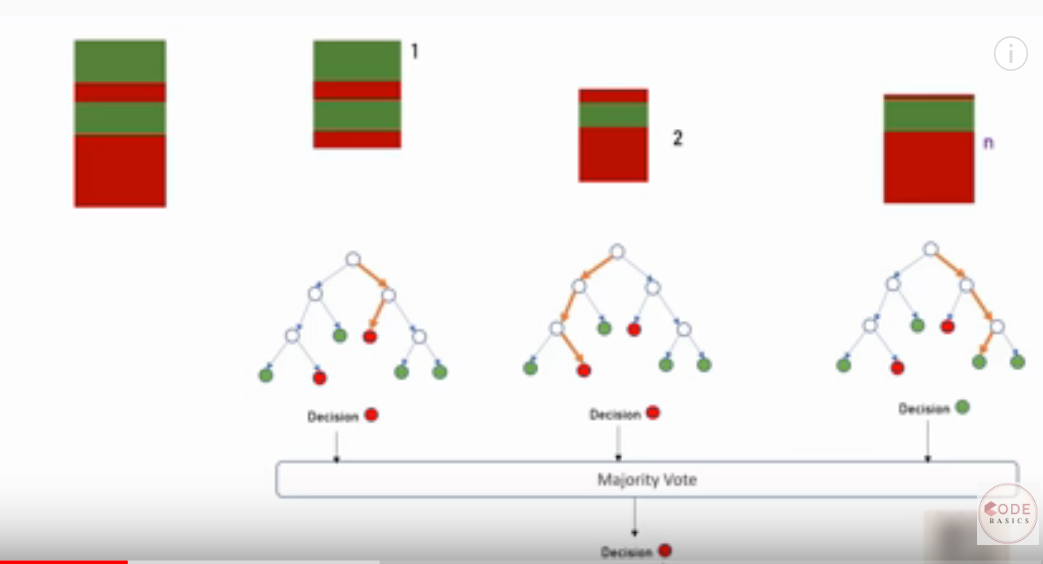 1
2
n
Decision
Decision
Decision
Majority Vote
Decision
CODE
BASICS